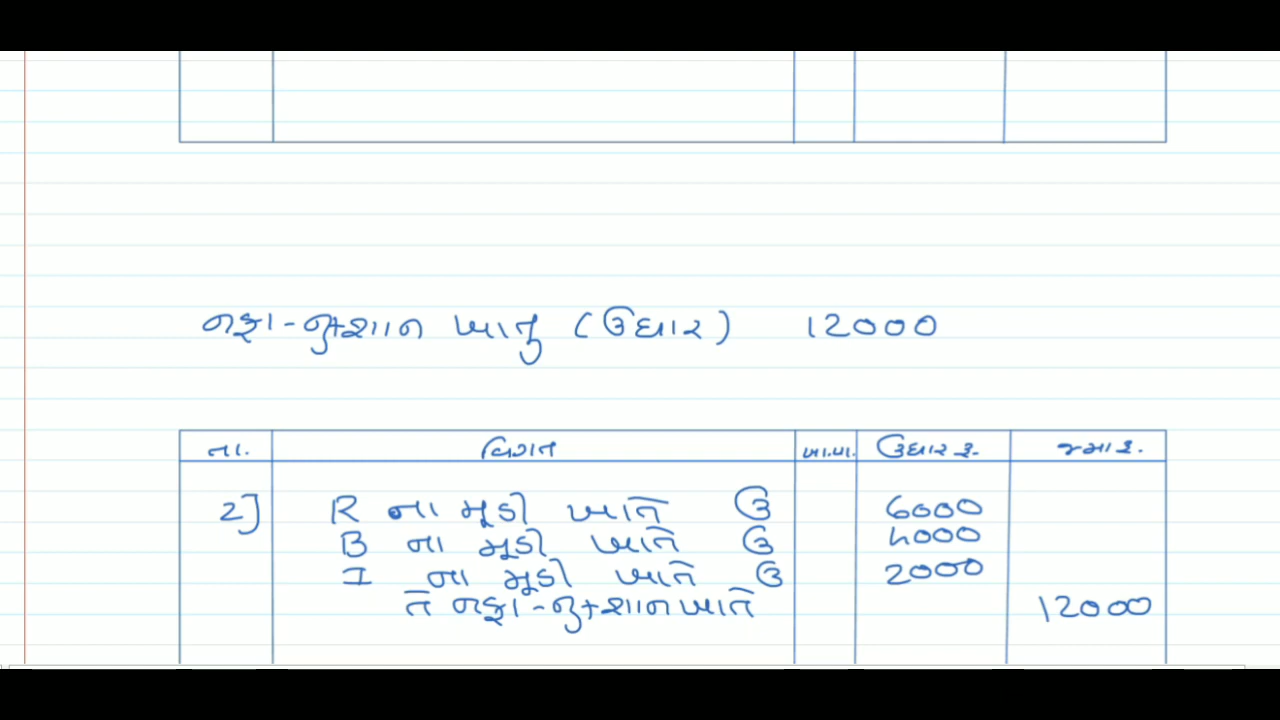 નફા-નુકશાન ખાતુ (ઉધાર) 12000
તા. વિગત ખા.પા. ઉધાર રૂ. જમા રૂ.
2] R ના મૂડી ખાતે ઉ 6000
B ના મૂડી ખાતે ઉ 4000
I ના મૂડી ખાતે ઉ 2000
તે નફા-નુકશાન ખાતે 12000